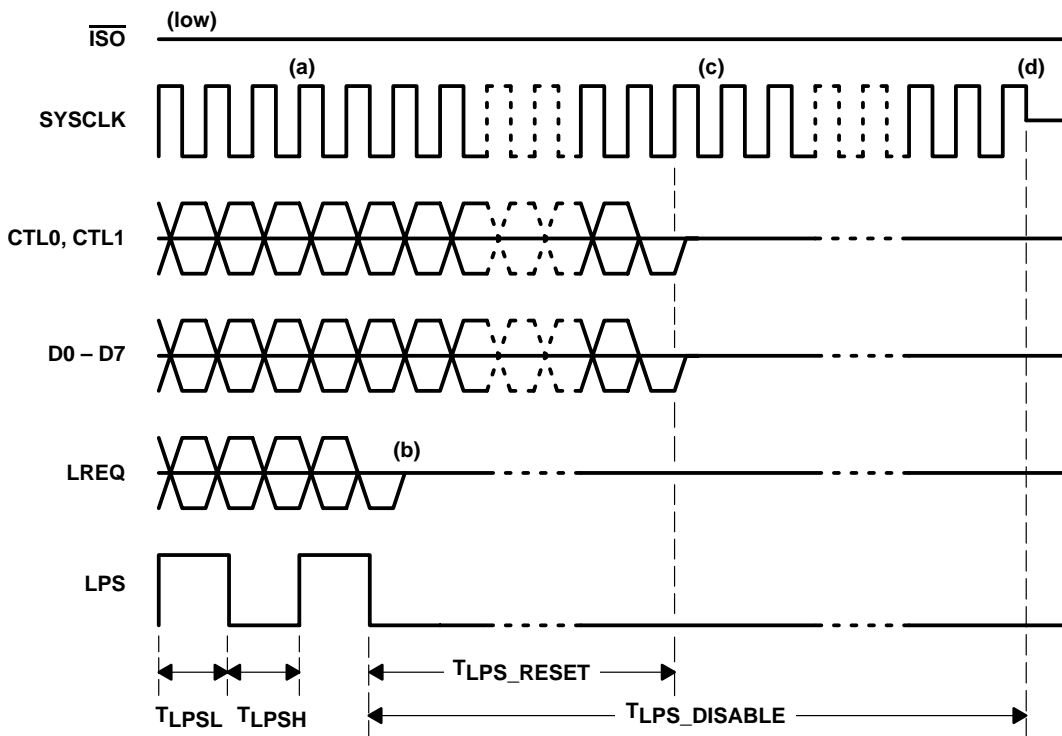 (low)
ISO
(a)
(c)
(d)
SYSCLK
CTL0, CTL1
D0 – D7
(b)
LREQ
LPS
TLPS_RESET
TLPSL
TLPSH
TLPS_DISABLE